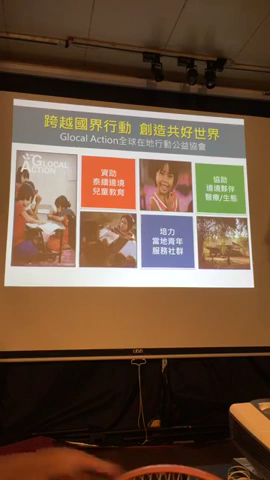 跨越國界行動 創造共好世界
Glocal Action全球在地行動公益協會
GLOCAL
ACTION
資助
泰緬邊境
兒童教育
協助
邊境夥伴
醫療/生態
培力
當地青年
服務社群